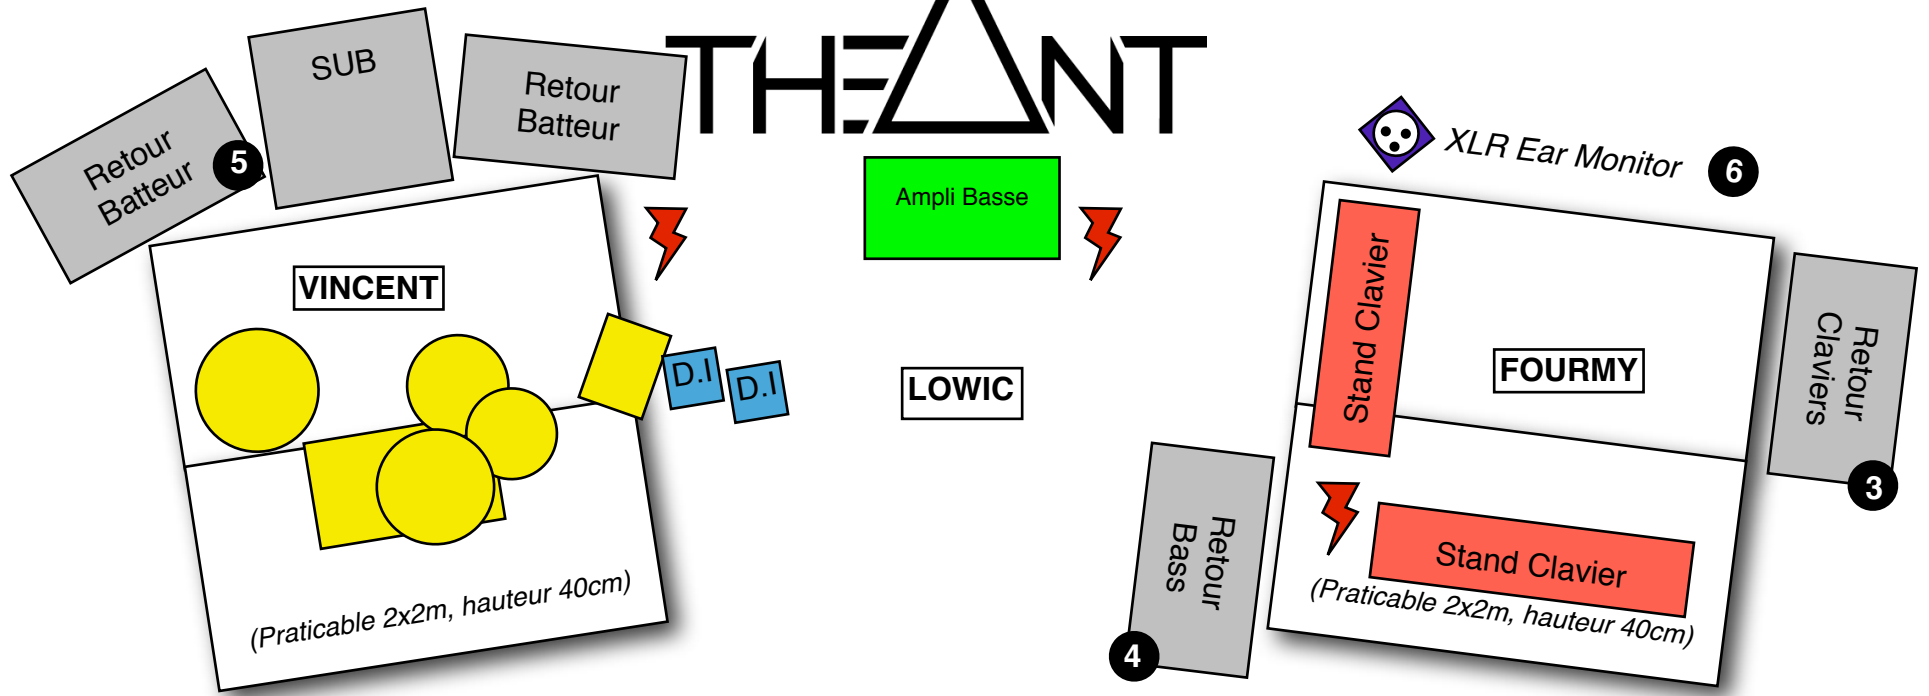 THE ANT
SUB
Retour
Batteur
Retour
Batteur
5
Ampli Basse
XLR Ear Monitor
6
VINCENT
Stand Clavier
FOURMY
Retour
Claviers
3
D.I
D.I
LOWIC
Retour
Bass
4
Stand Clavier
(Praticable 2x2m, hauteur 40cm)
(Praticable 2x2m, hauteur 40cm)